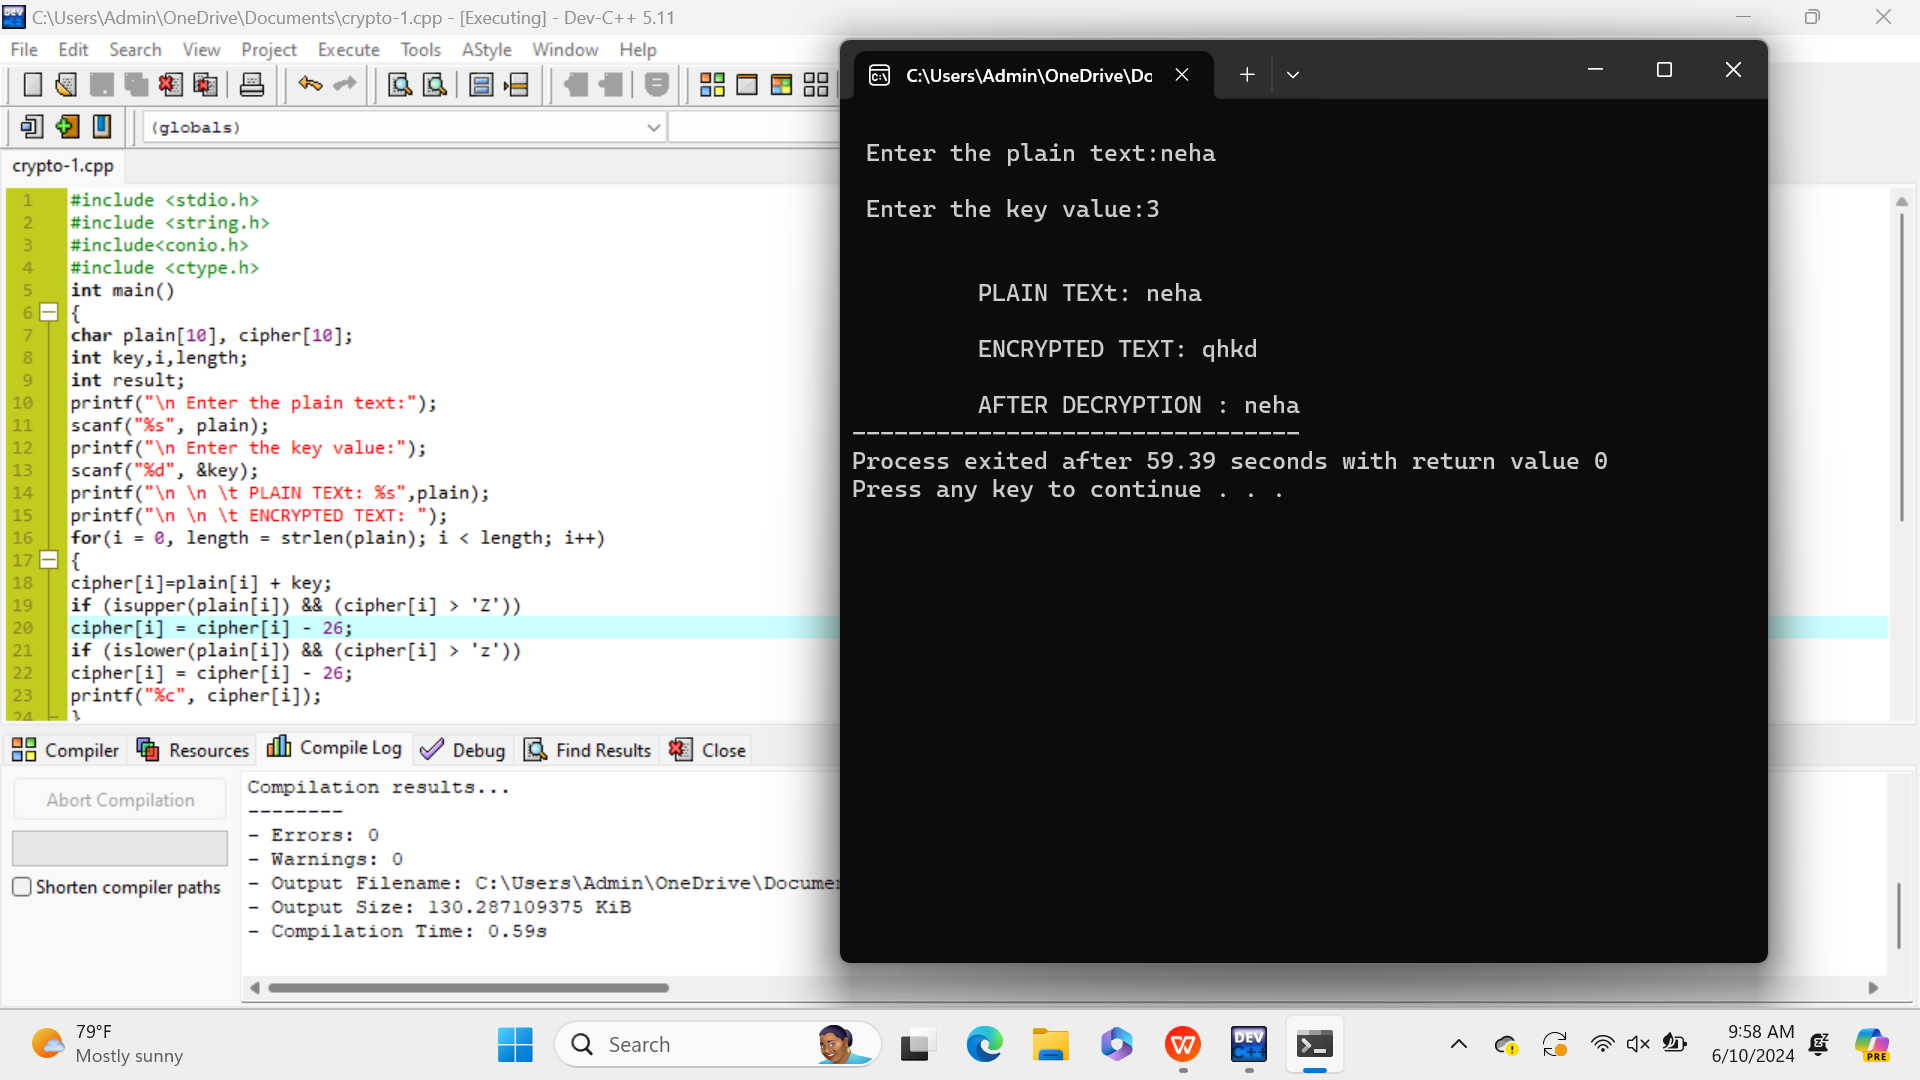 C:\Users\Admin\OneDrive\Documents\crypto-1.cpp - [Executing] - Dev-C++ 5.11
File Edit Search View Project Execute Tools AStyle Window Help
(globals)
crypto-1.cpp
1 #include <stdio.h>
2 #include <string.h>
3 #include<conio.h>
4 #include <ctype.h>
5 int main()
6 {
7 char plain[10], cipher[10];
8 int key,i,length;
9 int result;
10 printf("\n Enter the plain text:");
11 scanf("%s", plain);
12 printf("\n Enter the key value:");
13 scanf("%d", &key);
14 printf("\n \n \t PLAIN TEXt: %s",plain);
15 printf("\n \n \t ENCRYPTED TEXT: ");
16 for(i = 0, length = strlen(plain); i < length; i++)
17 {
18 cipher[i]=plain[i] + key;
19 if (isupper(plain[i]) && (cipher[i] > 'Z'))
20 cipher[i] = cipher[i] - 26;
21 if (islower(plain[i]) && (cipher[i] > 'z'))
22 cipher[i] = cipher[i] - 26;
23 printf("%c", cipher[i]);
24 }
C:\Users\Admin\OneDrive\Dc
Enter the plain text:neha
Enter the key value:3
PLAIN TEXt: neha
ENCRYPTED TEXT: qhkd
AFTER DECRYPTION : neha
--------------------------------
Process exited after 59.39 seconds with return value 0
Press any key to continue . . .
Compiler Resources Compile Log Debug Find Results Close
Abort Compilation
Shorten compiler paths
Compilation results...
--------
- Errors: 0
- Warnings: 0
- Output Filename: C:\Users\Admin\OneDrive\Documen
- Output Size: 130.287109375 KiB
- Compilation Time: 0.59s
79°F
Mostly sunny
Search
DEV
C++
PRE
9:58 AM
6/10/2024